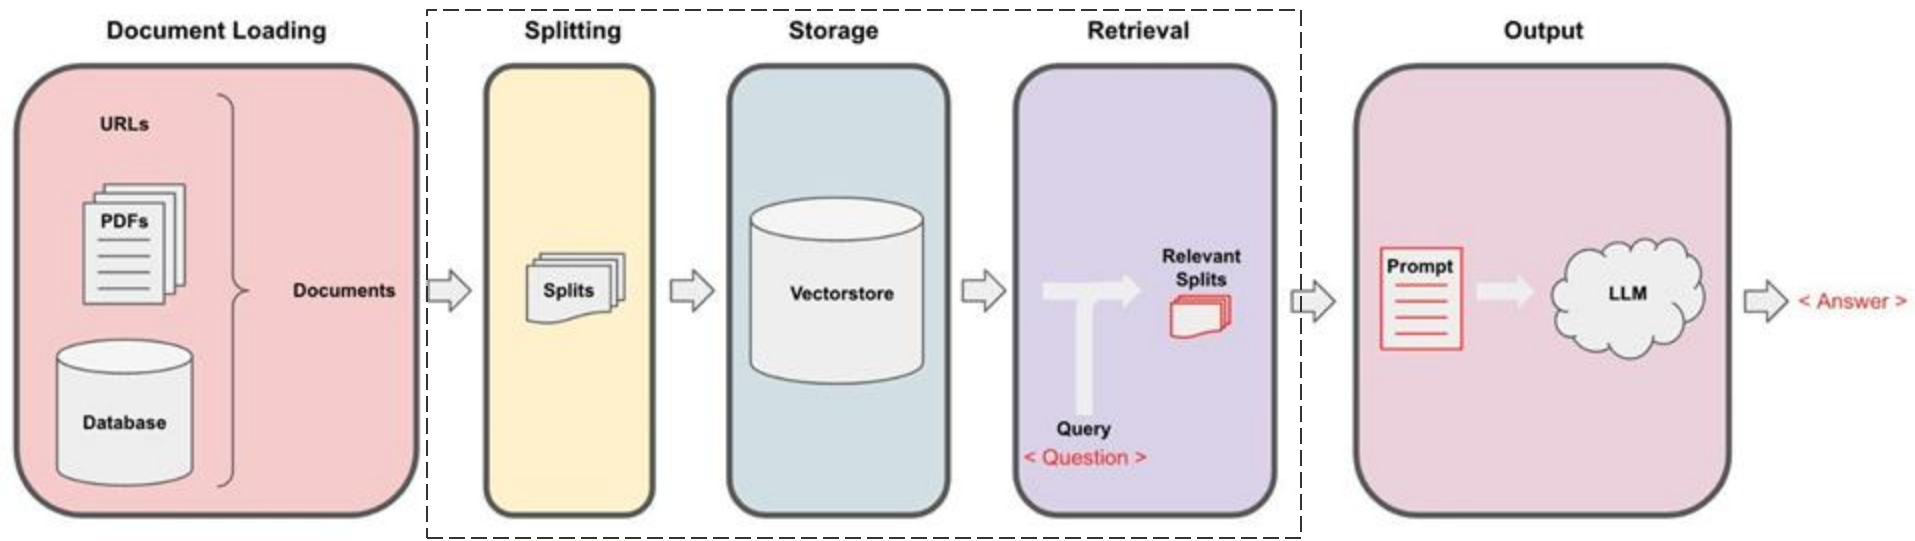 Document Loading
Splitting
Storage
Retrieval
Output
URLs
PDFs
Database
Documents
Splits
Vectorstore
Relevant
Splits
Query
< Question >
Prompt
LLM
< Answer >